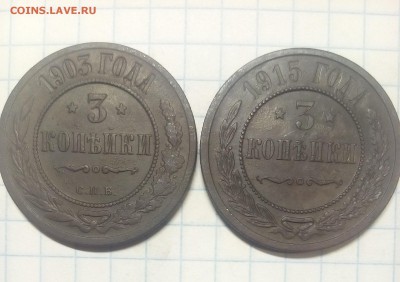 COINS.LAVE.RU
1903 ГОДА
3
КОПѢЙКИ
С.П.Б.
1915 ГОДА
3
КОПѢЙКИ